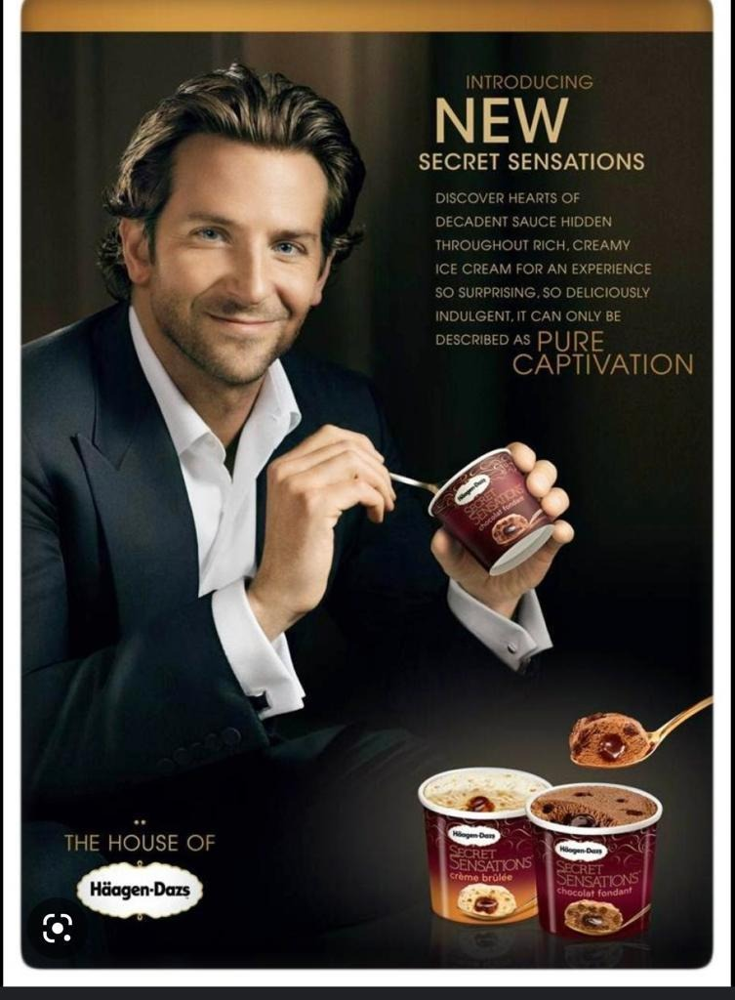 INTRODUCING
NEW
SECRET SENSATIONS
DISCOVER HEARTS OF
DECADENT SAUCE HIDDEN
THROUGHOUT RICH, CREAMY
ICE CREAM FOR AN EXPERIENCE
SO SURPRISING, SO DELICIOUSLY
INDULGENT, IT CAN ONLY BE
DESCRIBED AS PURE
CAPTIVATION
Häagen-Dazs
SECRET
SENSATIONS
chocolat fondant
Häagen-Dazs
SECRET
SENSATIONS
crème brûlée
Häagen-Dazs
SECRET
SENSATIONS
chocolat fondant
THE HOUSE OF
Häagen-Dazs